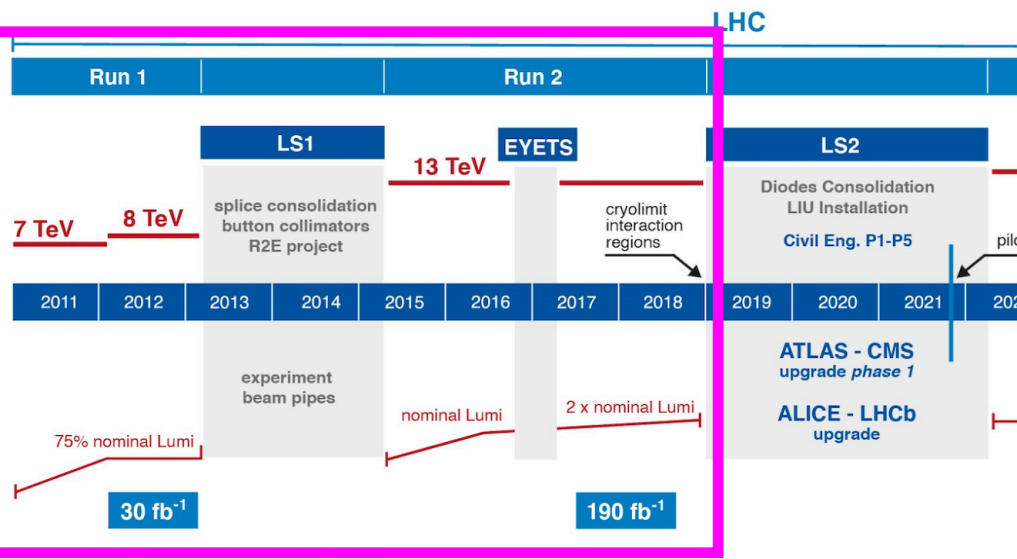 LHC
Run 1
Run 2
LS1
EYETS
LS2
13 TeV
Diodes Consolidation
LIU Installation
splice consolidation
button collimators
R2E project
8 TeV
7 TeV
cryolimit
interaction
regions
Civil Eng. P1-P5
2011
2012
2013
2014
2015
2016
2017
2018
2019
2020
2021
ATLAS - CMS
upgrade phase 1
experiment
beam pipes
nominal Lumi
2 x nominal Lumi
ALICE - LHCb
upgrade
75% nominal Lumi
30 fb⁻¹
190 fb⁻¹